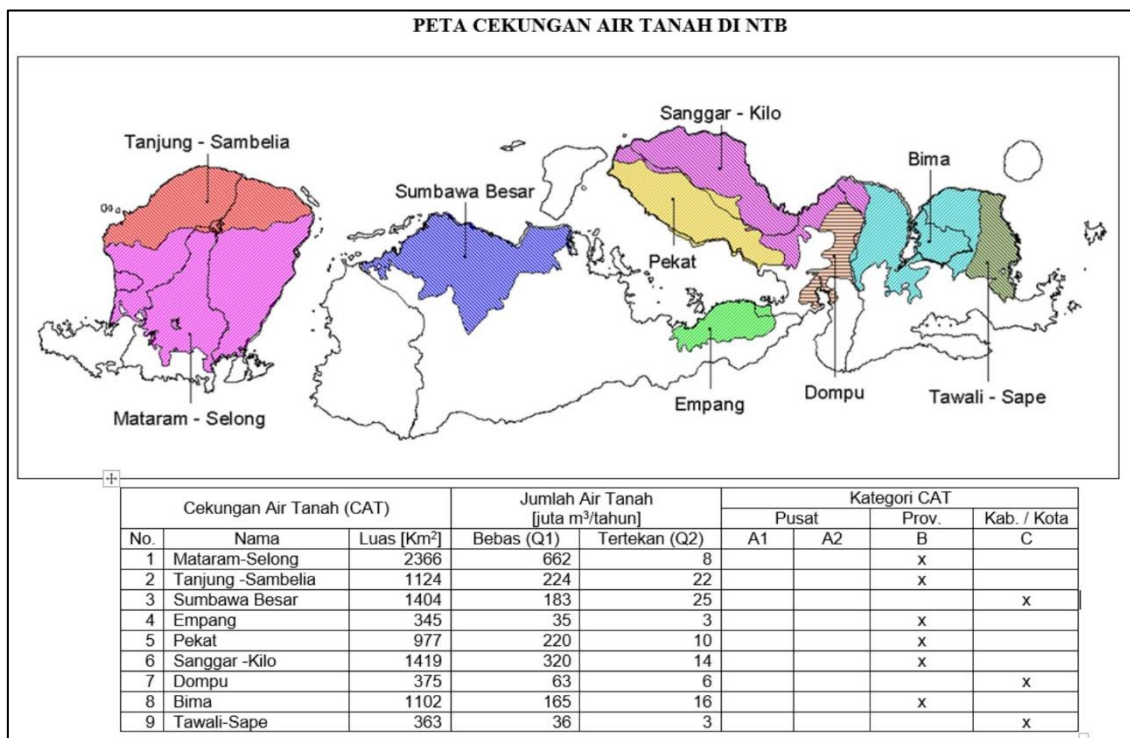 PETA CEKUNGAN AIR TANAH DI NTB
Sanggar - Kilo
Tanjung - Sambelia
Bima
Sumbawa Besar
Pekat
Empang
Dompu
Tawali - Sape
Mataram - Selong
Cekungan Air Tanah (CAT) Jumlah Air Tanah [juta m³/tahun] Kategori CAT
Pusat Prov. Kab. / Kota
No. Nama Luas [Km²] Bebas (Q1) Tertekan (Q2) A1 A2 B C
1 Mataram-Selong 2366 662 8 x
2 Tanjung -Sambelia 1124 224 22 x
3 Sumbawa Besar 1404 183 25 x
4 Empang 345 35 3 x
5 Pekat 977 220 10 x
6 Sanggar -Kilo 1419 320 14 x
7 Dompu 375 63 6 x
8 Bima 1102 165 16 x
9 Tawali-Sape 363 36 3 x